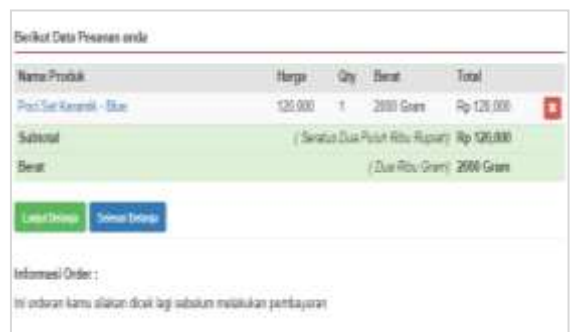 Berikut Data Pesanan anda
Nama Produk Harga Qty Berat Total
Poci Set Keramik - Blue 120.000 1 2000 Gram Rp 120,000
Subtotal ( Seratus Dua Puluh Ribu Rupiah) Rp 120,000
Berat ( Dua Ribu Gram) 2000 Gram
Lanjut Belanja Selesai Belanja
Informasi Order :
Ini orderan kamu silakan dicek lagi sebelum melakukan pembayaran